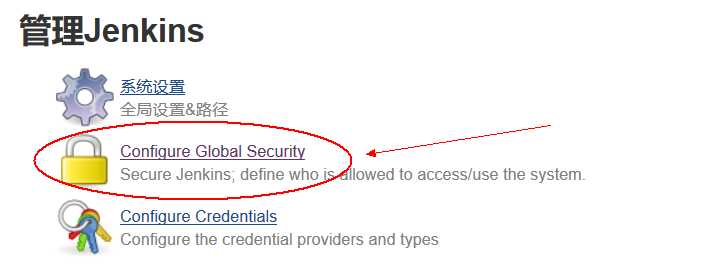 管理Jenkins
系统设置
全局设置&路径
Configure Global Security
Secure Jenkins; define who is allowed to access/use the system.
Configure Credentials
Configure the credential providers and types